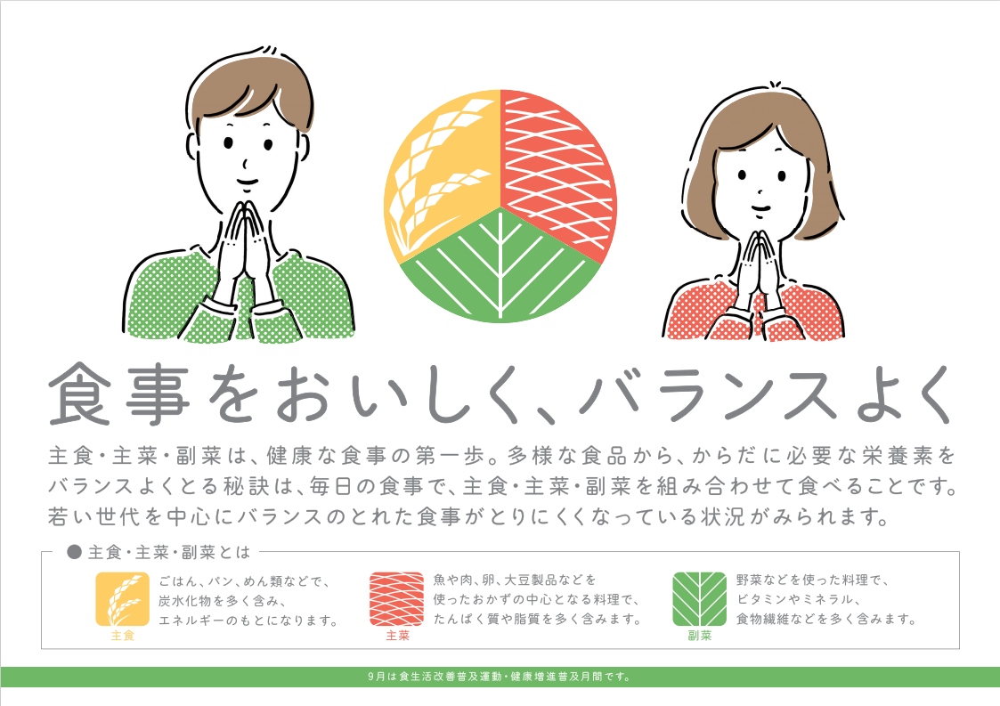 食事をおいしく、バランスよく
主食・主菜・副菜は、健康な食事の第一歩。多様な食品から、からだに必要な栄養素を
バランスよくとる秘訣は、毎日の食事で、主食・主菜・副菜を組み合わせて食べることです。
若い世代を中心にバランスのとれた食事がとりにくくなっている状況がみられます。
● 主食・主菜・副菜とは
ごはん、パン、めん類などで、
炭水化物を多く含み、
エネルギーのもとになります。
主食
魚や肉、卵、大豆製品などを
使ったおかずの中心となる料理で、
たんぱく質や脂質を多く含みます。
主菜
野菜などを使った料理で、
ビタミンやミネラル、
食物繊維などを多く含みます。
副菜
9月は食生活改善普及運動・健康増進普及月間です。